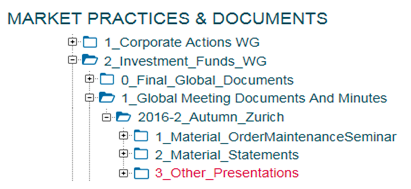 MARKET PRACTICES & DOCUMENTS
1_Corporate Actions WG
2_Investment_Funds_WG
0_Final_Global_Documents
1_Global Meeting Documents And Minutes
2016-2_Autumn_Zurich
1_Material_OrderMaintenanceSeminar
2_Material_Statements
3_Other_Presentations